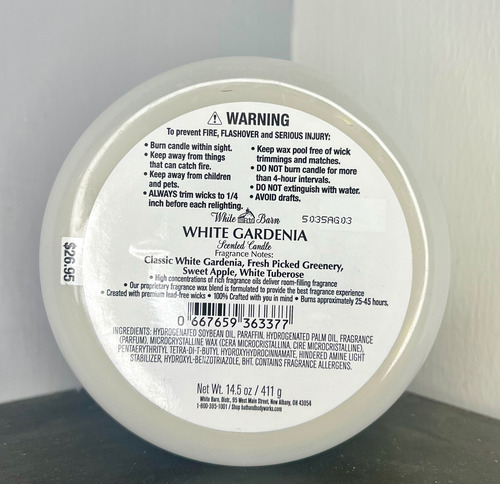 ⚠ WARNING
To prevent FIRE, FLASHOVER and SERIOUS INJURY:
• Burn candle within sight.
• Keep away from things
that can catch fire.
• Keep away from children
and pets.
• ALWAYS trim wicks to 1/4
inch before each relighting.
• Keep wax pool free of wick
trimmings and matches.
• DO NOT burn candle for more
than 4-hour intervals.
• DO NOT extinguish with water.
• AVOID drafts.
White Barn
5035AG03
WHITE GARDENIA
Scented Candle
Fragrance Notes:
Classic White Gardenia, Fresh Picked Greenery,
Sweet Apple, White Tuberose
• High concentrations of rich fragrance oils deliver room-filling fragrance
• Our proprietary fragrance wax blend is formulated to provide the best fragrance experience
• Created with premium lead-free wicks • 100% Crafted with you in mind • Burns approximately 25-45 hours.
$26.95
0 667659 363377
INGREDIENTS: HYDROGENATED SOYBEAN OIL, PARAFFIN, HYDROGENATED PALM OIL, FRAGRANCE
(PARFUM), MICROCRYSTALLINE WAX (CERA MICROCRISTALLINA, CIRE MICROCRISTALLINE),
PENTAERYTHRITYL TETRA-DI-T-BUTYL HYDROXYHYDROCINNAMATE, HINDERED AMINE LIGHT
STABILIZER, HYDROXYL-BENZOTRIAZOLE, BHT. CONTAINS FRAGRANCE ALLERGENS.
Net Wt. 14.5 oz / 411 g
White Barn, Distr., 95 West Main Street, New Albany, OH 43054
1-800-395-1001 / Shop bathandbodyworks.com